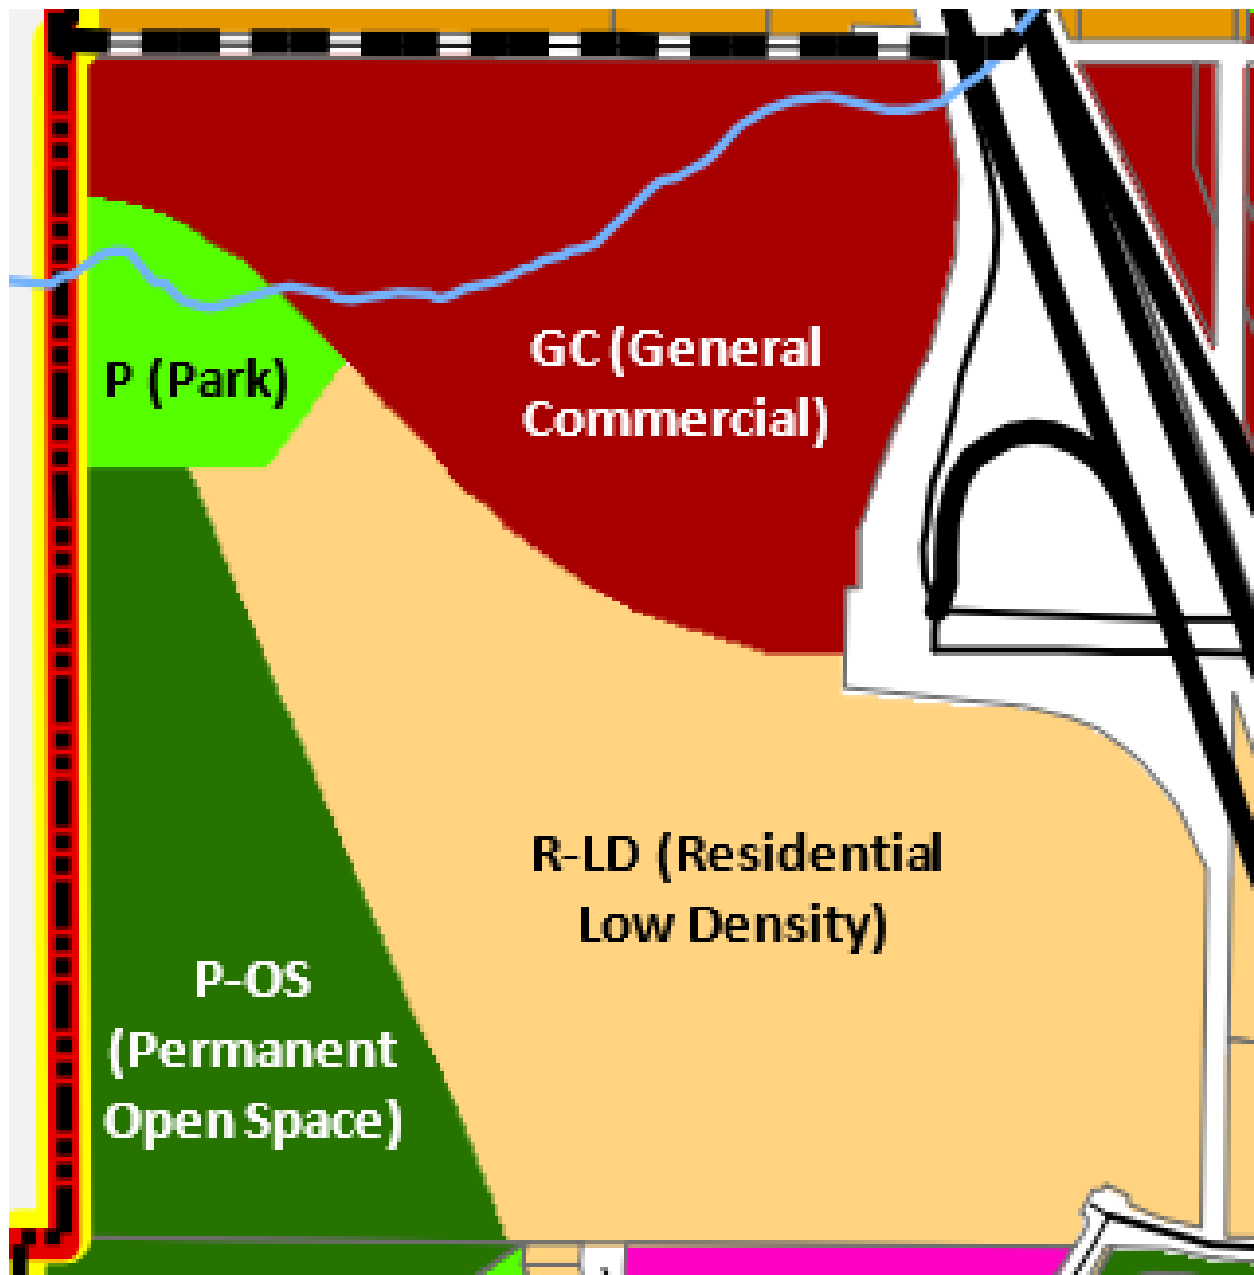 GC (General
Commercial)
P (Park)
R-LD (Residential
Low Density)
P-OS
(Permanent
Open Space)